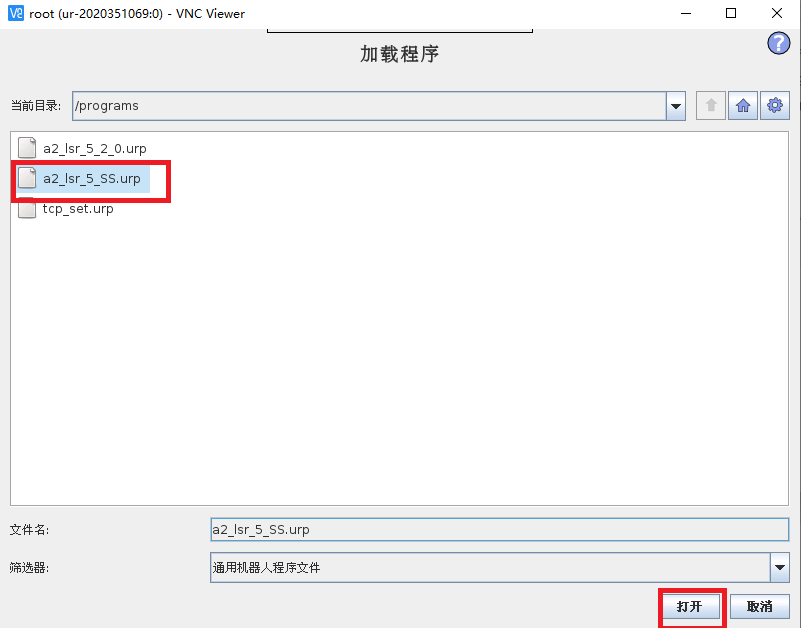 V2 root (ur-2020351069:0) - VNC Viewer
加载程序
?
当前目录: /programs
a2_lsr_5_2_0.urp
a2_lsr_5_SS.urp
tcp_set.urp
文件名: a2_lsr_5_SS.urp
筛选器: 通用机器人程序文件
打开 取消